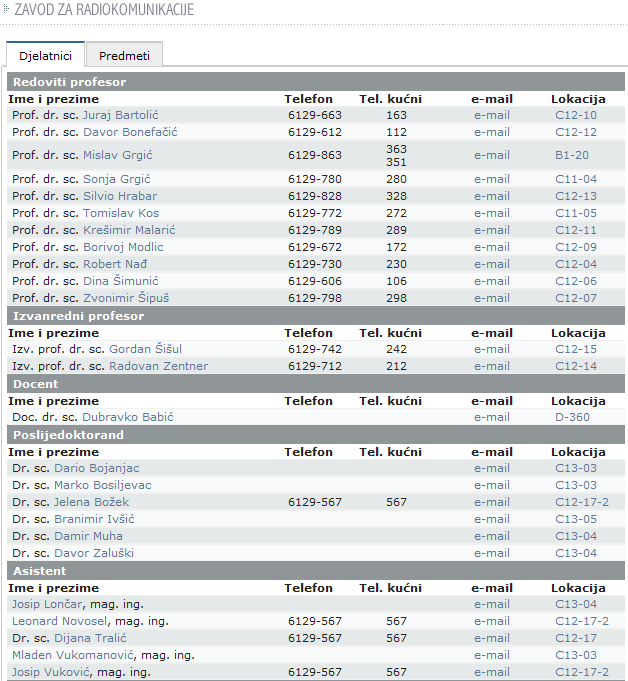 ZAVOD ZA RADIOKOMUNIKACIJE
Djelatnici Predmeti
Redoviti profesor
Ime i prezime Telefon Tel. kućni e-mail Lokacija
Prof. dr. sc. Juraj Bartolić 6129-663 163 e-mail C12-10
Prof. dr. sc. Davor Bonefačić 6129-612 112 e-mail C12-12
Prof. dr. sc. Mislav Grgić 6129-863 363 351 e-mail B1-20
Prof. dr. sc. Sonja Grgić 6129-780 280 e-mail C11-04
Prof. dr. sc. Silvio Hrabar 6129-828 328 e-mail C12-13
Prof. dr. sc. Tomislav Kos 6129-772 272 e-mail C11-05
Prof. dr. sc. Krešimir Malarić 6129-789 289 e-mail C12-11
Prof. dr. sc. Borivoj Modlic 6129-672 172 e-mail C12-09
Prof. dr. sc. Robert Nađ 6129-730 230 e-mail C12-04
Prof. dr. sc. Dina Šimunić 6129-606 106 e-mail C12-06
Prof. dr. sc. Zvonimir Šipuš 6129-798 298 e-mail C12-07
Izvanredni profesor
Ime i prezime Telefon Tel. kućni e-mail Lokacija
Izv. prof. dr. sc. Gordan Šišul 6129-742 242 e-mail C12-15
Izv. prof. dr. sc. Radovan Zentner 6129-712 212 e-mail C12-14
Docent
Ime i prezime Telefon Tel. kućni e-mail Lokacija
Doc. dr. sc. Dubravko Babić e-mail D-360
Poslijedoktorand
Ime i prezime Telefon Tel. kućni e-mail Lokacija
Dr. sc. Dario Bojanjac e-mail C13-03
Dr. sc. Marko Bosiljevac e-mail C13-03
Dr. sc. Jelena Božek 6129-567 567 e-mail C12-17-2
Dr. sc. Branimir Ivšić e-mail C13-05
Dr. sc. Damir Muha e-mail C13-04
Dr. sc. Davor Zaluški e-mail C13-04
Asistent
Ime i prezime Telefon Tel. kućni e-mail Lokacija
Josip Lončar, mag. ing. e-mail C13-04
Leonard Novosel, mag. ing. 6129-567 567 e-mail C12-17-2
Dr. sc. Dijana Tralić 6129-567 567 e-mail C12-17
Mladen Vukomanović, mag. ing. e-mail C13-03
Josip Vuković, mag. ing. 6129-567 567 e-mail C12-17-2